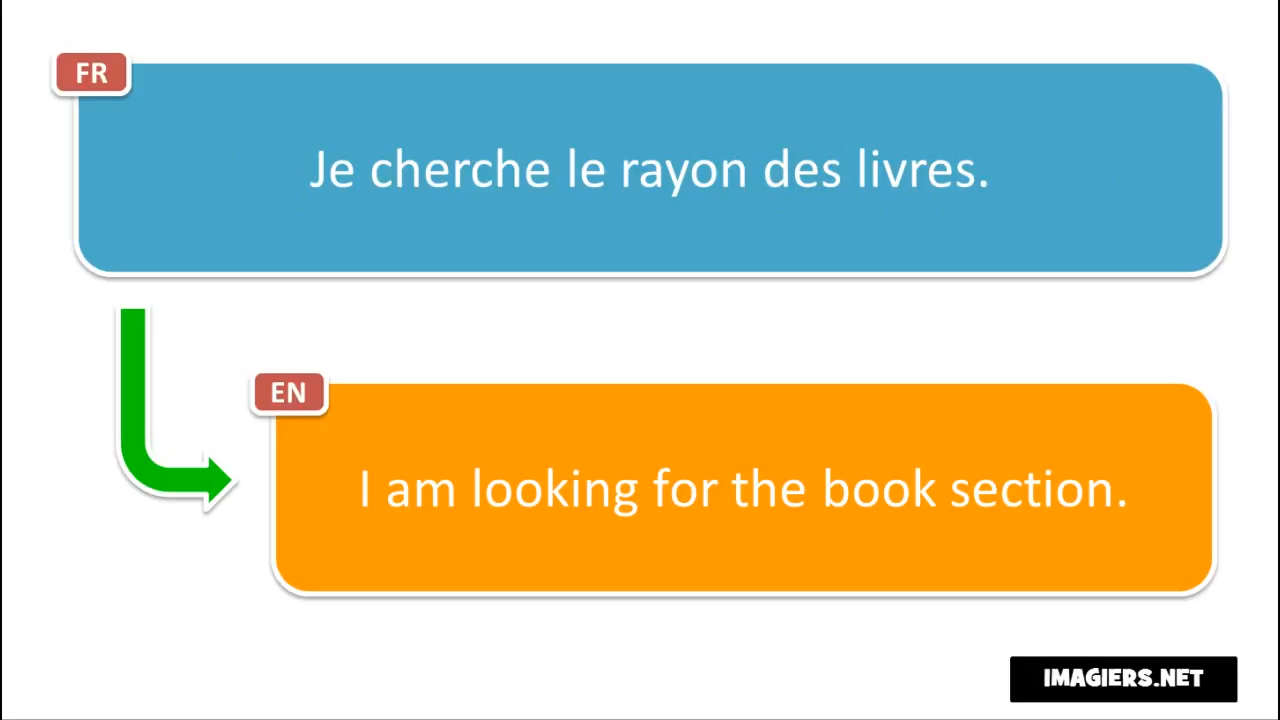 FR
Je cherche le rayon des livres.
EN
I am looking for the book section.
IMAGIERS.NET